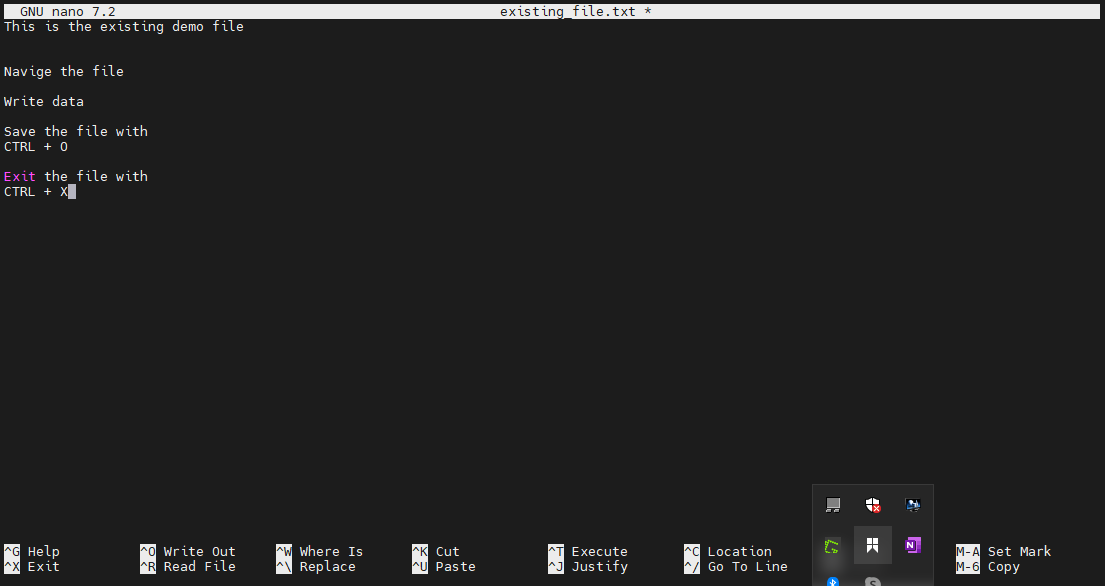 GNU nano 7.2 existing_file.txt *
This is the existing demo file
Navige the file
Write data
Save the file with
CTRL + O
Exit the file with
CTRL + X
^G Help ^O Write Out ^W Where Is ^K Cut ^T Execute ^C Location M-A Set Mark
^X Exit ^R Read File ^\ Replace ^U Paste ^J Justify ^/ Go To Line M-6 Copy